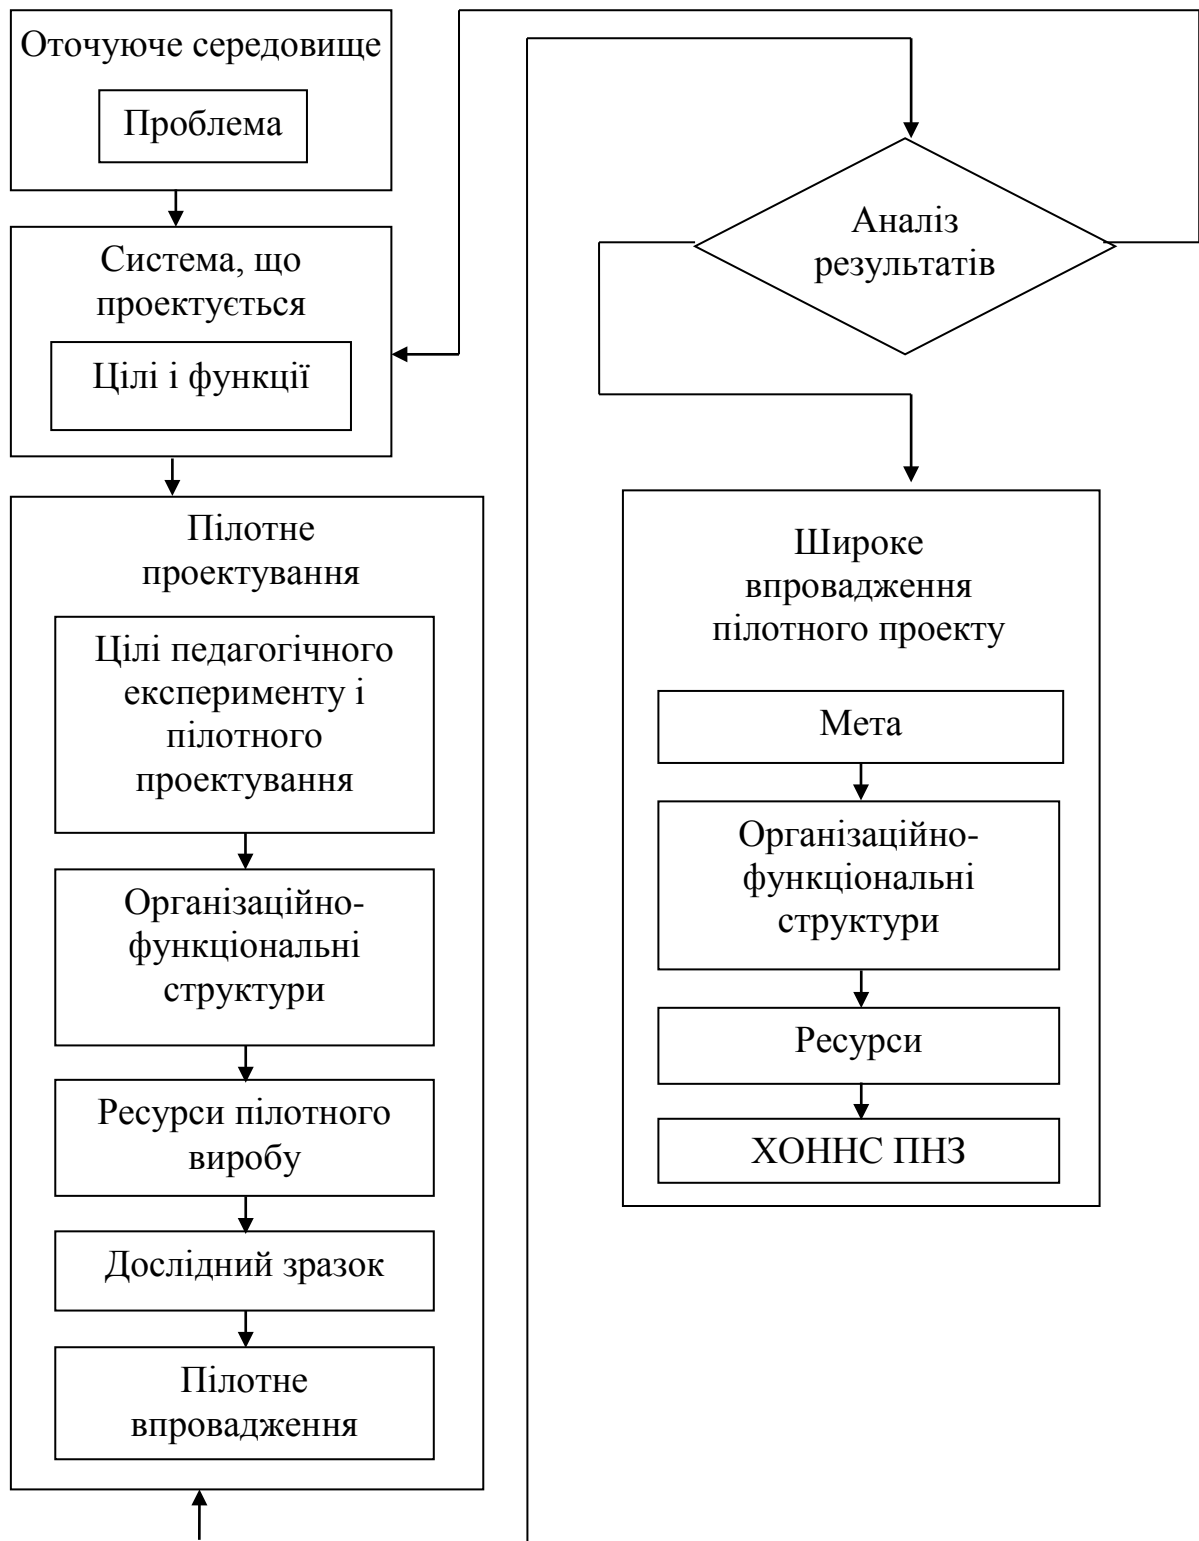 Оточуюче середовище
Проблема
Система, що
проектується
Цілі і функції
Пілотне
проектування
Цілі педагогічного
експерименту і
пілотного
проектування
Організаційно-
функціональні
структури
Ресурси пілотного
виробу
Дослідний зразок
Пілотне
впровадження
Аналіз
результатів
Широке
впровадження
пілотного проекту
Мета
Організаційно-
функціональні
структури
Ресурси
ХОННС ПНЗ